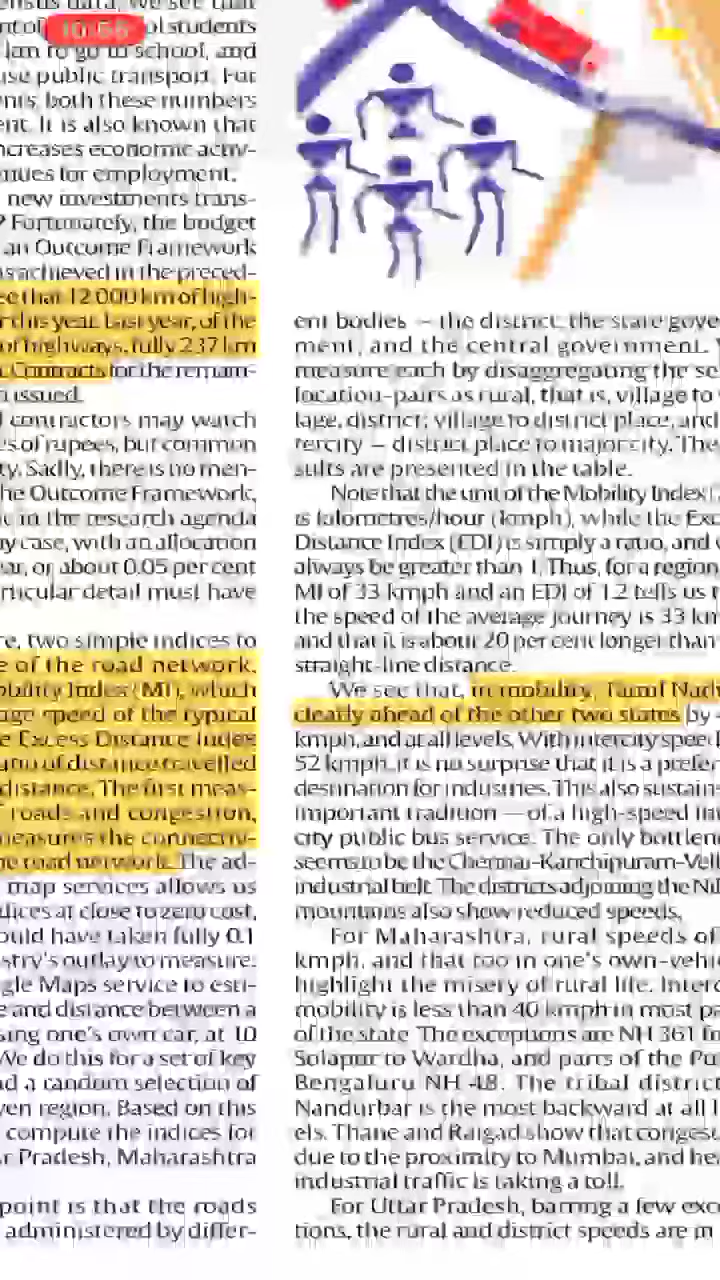 10:56
students
km to go to school, and
use public transport. For
both these numbers
ent. It is also known that
ncreases economic activ-
nues for employment.
new investments trans-
? Fortunately, the budget
an Outcome Framework
s achieved in the preced-
ee that 12 000 km of high-
r this year. Last year, of the
of highways, fully 237 km
Contracts for the remain-
issued.
contractors may watch
es of rupees, but common
ty. Sadly, there is no men-
he Outcome Framework,
in the research agenda
y case, with an allocation
ear, or about 0.05 per cent
rticular detail must have
re, two simple indices to
e of the road network.
obility Index (MI), which
age speed of the typical
e Excess Distance Index
atio of distance travelled
distance. The first meas-
roads and congestion,
measures the connectiv-
he road network. The ad-
map services allows us
dices at close to zero cost,
ould have taken fully 0.1
stry's outlay to measure.
gle Maps service to esti-
e and distance between a
sing one's own car, at 10
We do this for a set of key
nd a random selection of
ven region. Based on this
compute the indices for
r Pradesh, Maharashtra
point is that the roads
administered by differ-
ent bodies — the district, the state gove
ment, and the central government.
measure each by disaggregating the se
location-pairs as rural, that is, village to
lage, district; village to district place, and
tercity — district place to major city. The
sults are presented in the table.
Note that the unit of the Mobility Index
is kilometres/hour (kmph), while the Exc
Distance Index (EDI) is simply a ratio, and
always be greater than 1. Thus, for a region
MI of 33 kmph and an EDI of 1.2 tells us t
the speed of the average journey is 33 km
and that it is about 20 per cent longer than
straight-line distance.
We see that, in mobility, Tamil Nadu
clearly ahead of the other two states by
kmph, and at all levels. With intercity speed
52 kmph, it is no surprise that it is a prefer
destination for industries. This also sustain
important tradition — of a high-speed in
city public bus service. The only bottlene
seems to be the Chennai-Kanchipuram-Vell
industrial belt. The districts adjoining the Nil
mountains also show reduced speeds.
For Maharashtra, rural speeds of
kmph, and that too in one's own-vehi
highlight the misery of rural life. Inter
mobility is less than 40 kmph in most pa
of the state. The exceptions are NH 361 fr
Solapur to Wardha, and parts of the Pu
Bengaluru NH 48. The tribal district
Nandurbar is the most backward at all l
els. Thane and Raigad show that congest
due to the proximity to Mumbai, and hea
industrial traffic is taking a toll.
For Uttar Pradesh, barring a few exce
tions, the rural and district speeds are in